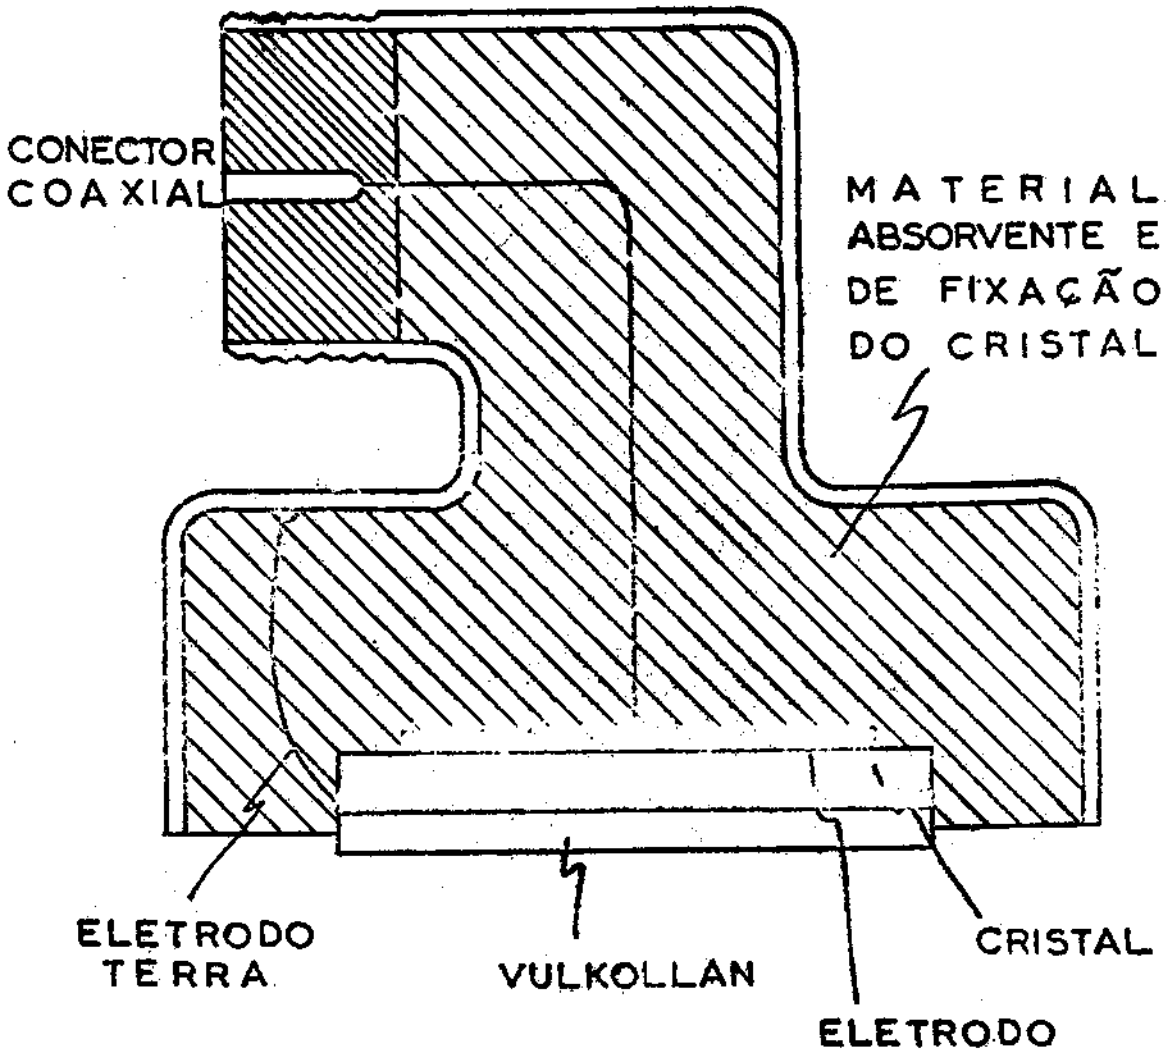 CONECTOR
COAXIAL
MATERIAL
ABSORVENTE E
DE FIXAÇÃO
DO CRISTAL
ELETRODO
TERRA
VULKOLLAN
CRISTAL
ELETRODO